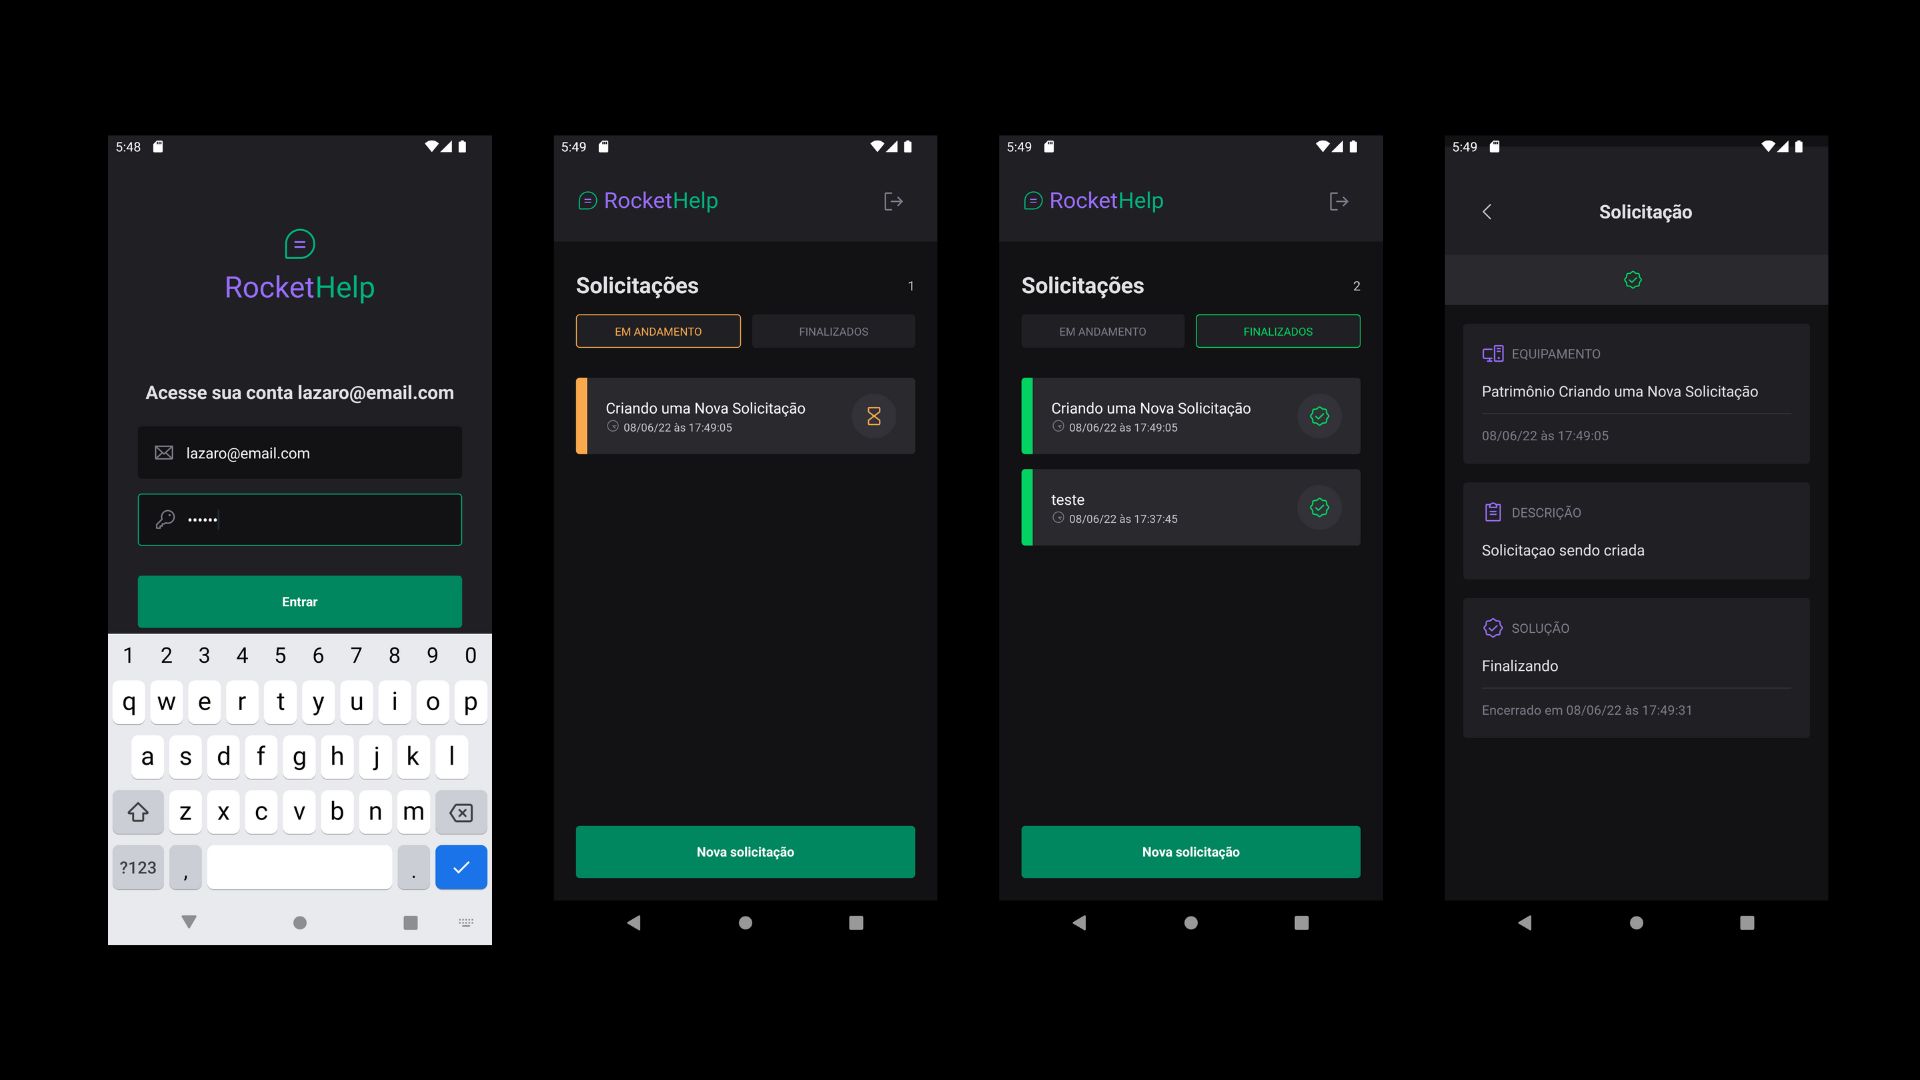 5:48
RocketHelp
Acesse sua conta lazaro@email.com
lazaro@email.com
••••••
Entrar
1 2 3 4 5 6 7 8 9 0
q w e r t y u i o p
a s d f g h j k l
z x c v b n m
?123 , .
5:49
RocketHelp
Solicitações 1
EM ANDAMENTO FINALIZADOS
Criando uma Nova Solicitação
08/06/22 às 17:49:05
Nova solicitação
5:49
RocketHelp
Solicitações 2
EM ANDAMENTO FINALIZADOS
Criando uma Nova Solicitação
08/06/22 às 17:49:05
teste
08/06/22 às 17:37:45
Nova solicitação
5:49
Solicitação
EQUIPAMENTO
Patrimônio Criando uma Nova Solicitação
08/06/22 às 17:49:05
DESCRIÇÃO
Solicitaçao sendo criada
SOLUÇÃO
Finalizando
Encerrado em 08/06/22 às 17:49:31